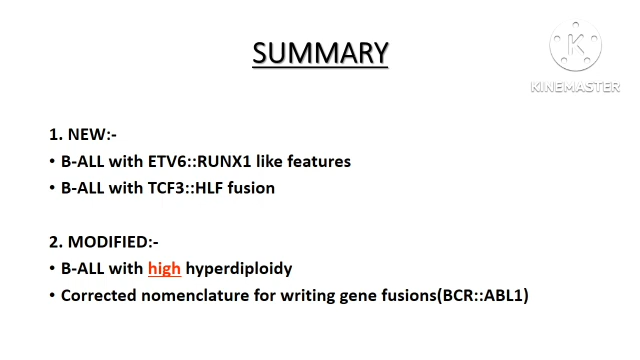 SUMMARY
K
KINEMASTER
1. NEW:-
• B-ALL with ETV6::RUNX1 like features
• B-ALL with TCF3::HLF fusion
2. MODIFIED:-
• B-ALL with high hyperdiploidy
• Corrected nomenclature for writing gene fusions(BCR::ABL1)